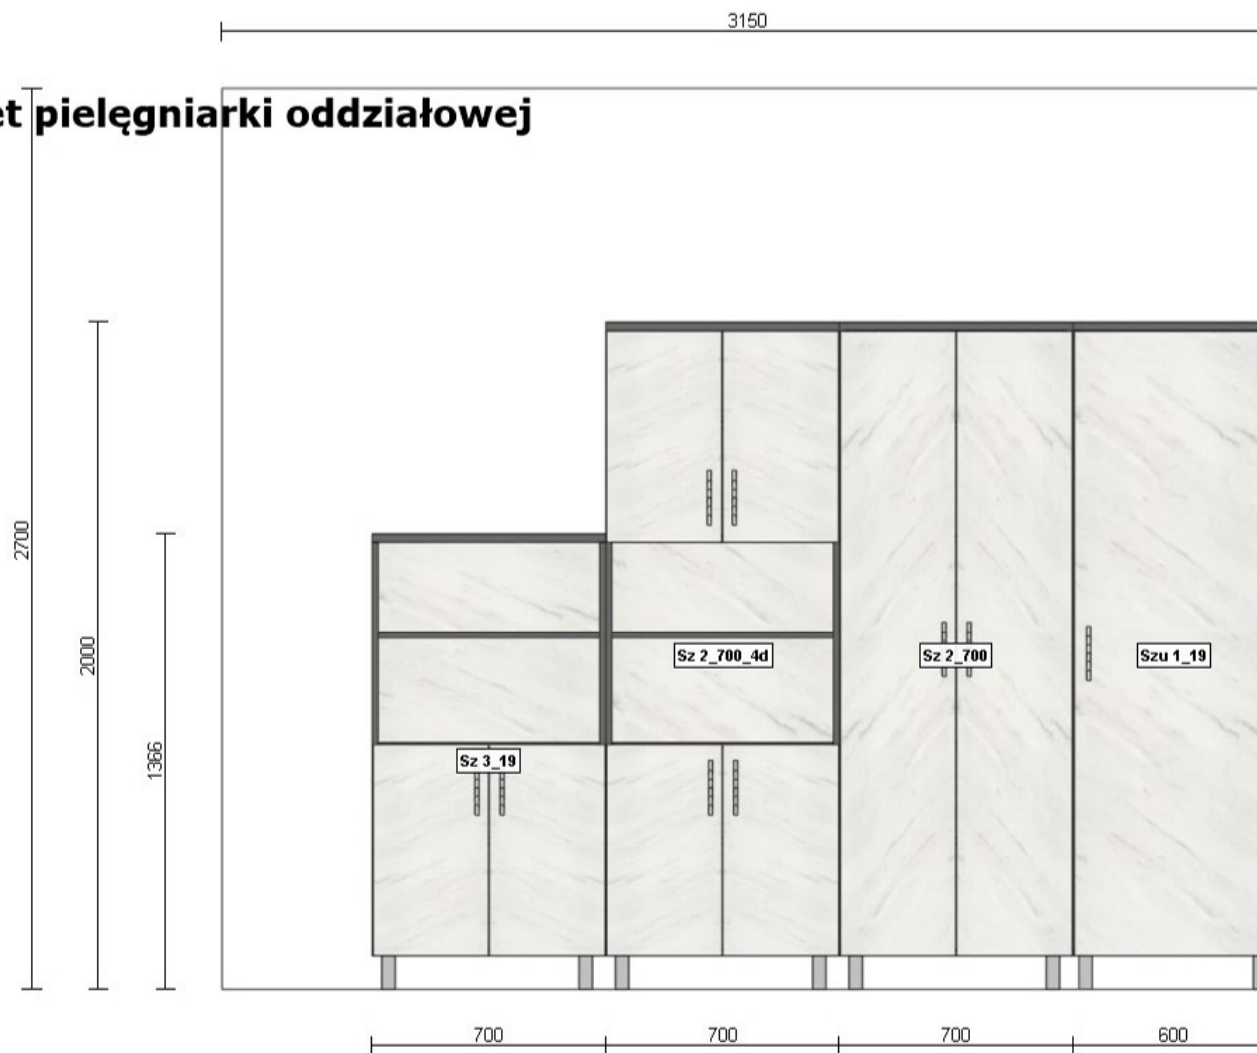 3150
et pielęgniarki oddziałowej
2700
2000
1366
Sz 2_700_4d
Sz 2_700
Szu 1_19
Sz 3_19
700
700
700
600